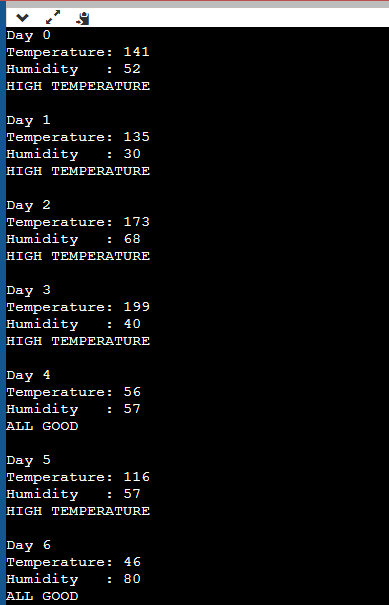 Day 0
Temperature: 141
Humidity   : 52
HIGH TEMPERATURE

Day 1
Temperature: 135
Humidity   : 30
HIGH TEMPERATURE

Day 2
Temperature: 173
Humidity   : 68
HIGH TEMPERATURE

Day 3
Temperature: 199
Humidity   : 40
HIGH TEMPERATURE

Day 4
Temperature: 56
Humidity   : 57
ALL GOOD

Day 5
Temperature: 116
Humidity   : 57
HIGH TEMPERATURE

Day 6
Temperature: 46
Humidity   : 80
ALL GOOD